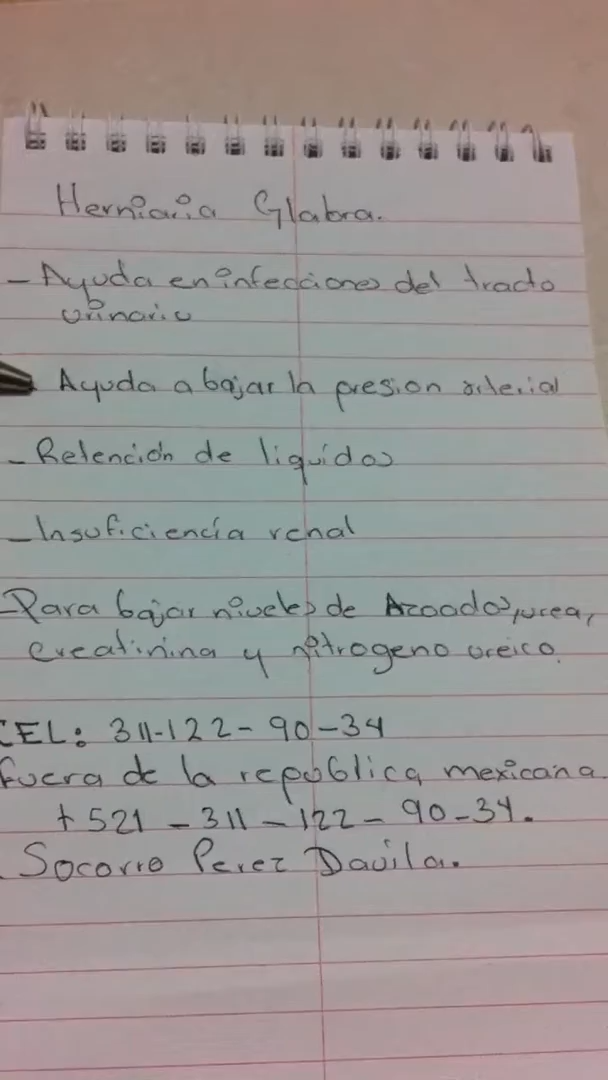 Herniaria Glabra.
- Ayuda en infecciones del tracto
urinario
Ayuda a bajar la presion arterial
- Retención de liquidos
- Insuficiencia renal
- Para bajar niveles de Azoados, urea,
creatinina y nitrogeno ureico.
CEL: 311-122-90-34
fuera de la republica mexicana.
+521-311-122-90-34.
Socorro Perez Davila.